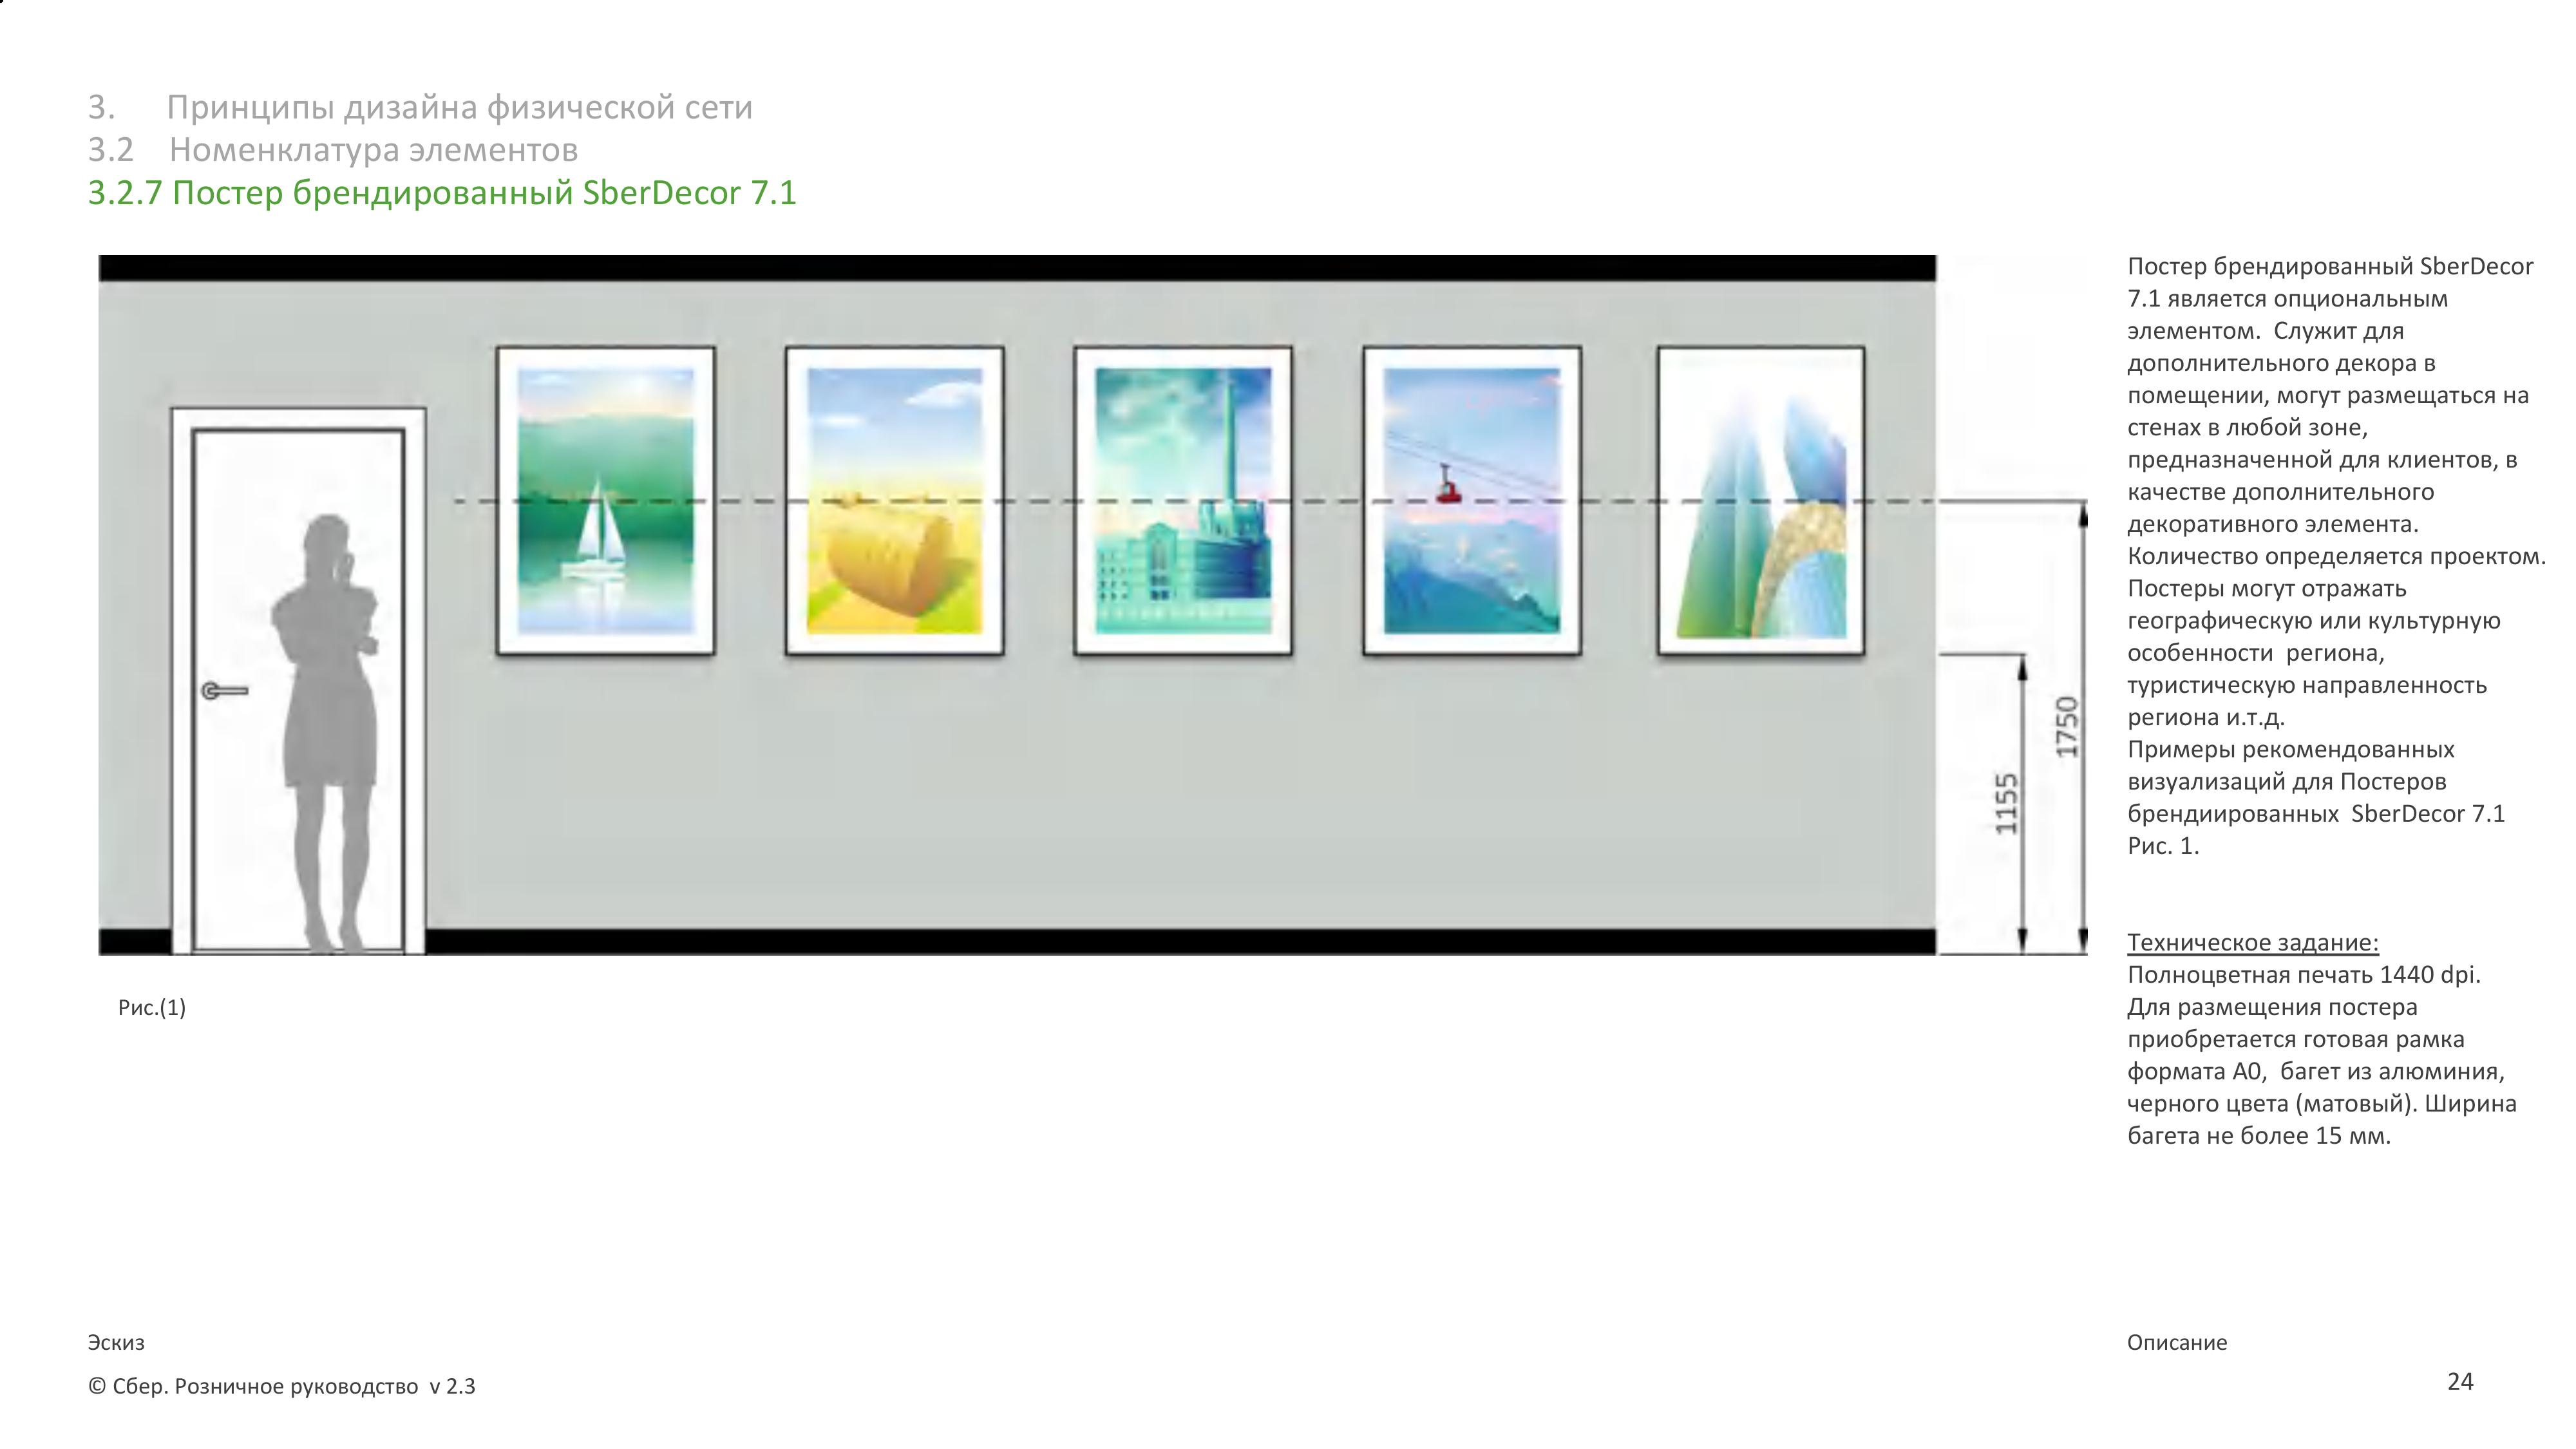 3. Принципы дизайна физической сети
3.2 Номенклатура элементов
3.2.7 Постер брендированный SberDecor 7.1
1155
1750
Рис.(1)
Постер брендированный SberDecor
7.1 является опциональным
элементом. Служит для
дополнительного декора в
помещении, могут размещаться на
стенах в любой зоне,
предназначенной для клиентов, в
качестве дополнительного
декоративного элемента.
Количество определяется проектом.
Постеры могут отражать
географическую или культурную
особенности региона,
туристическую направленность
региона и.т.д.
Примеры рекомендованных
визуализаций для Постеров
брендиированных SberDecor 7.1
Рис. 1.
Техническое задание:
Полноцветная печать 1440 dpi.
Для размещения постера
приобретается готовая рамка
формата А0, багет из алюминия,
черного цвета (матовый). Ширина
багета не более 15 мм.
Эскиз
Описание
© Сбер. Розничное руководство v 2.3
24